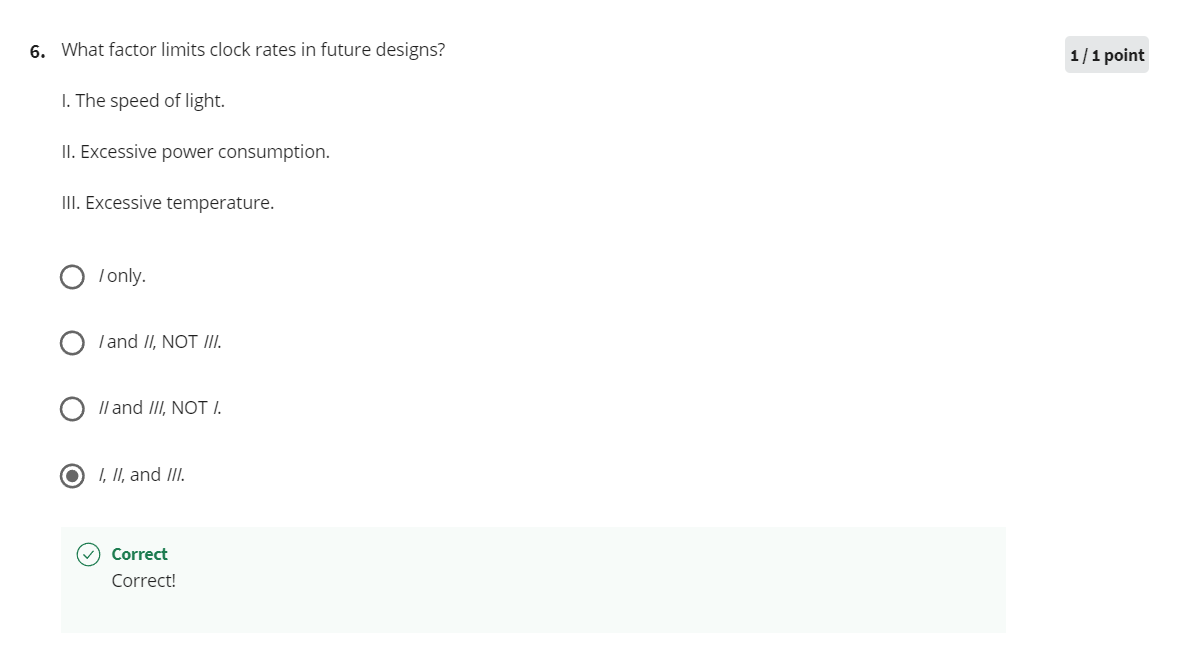 6. What factor limits clock rates in future designs?
1 / 1 point
I. The speed of light.
II. Excessive power consumption.
III. Excessive temperature.
I only.
I and II, NOT III.
II and III, NOT I.
I, II, and III.
Correct
Correct!